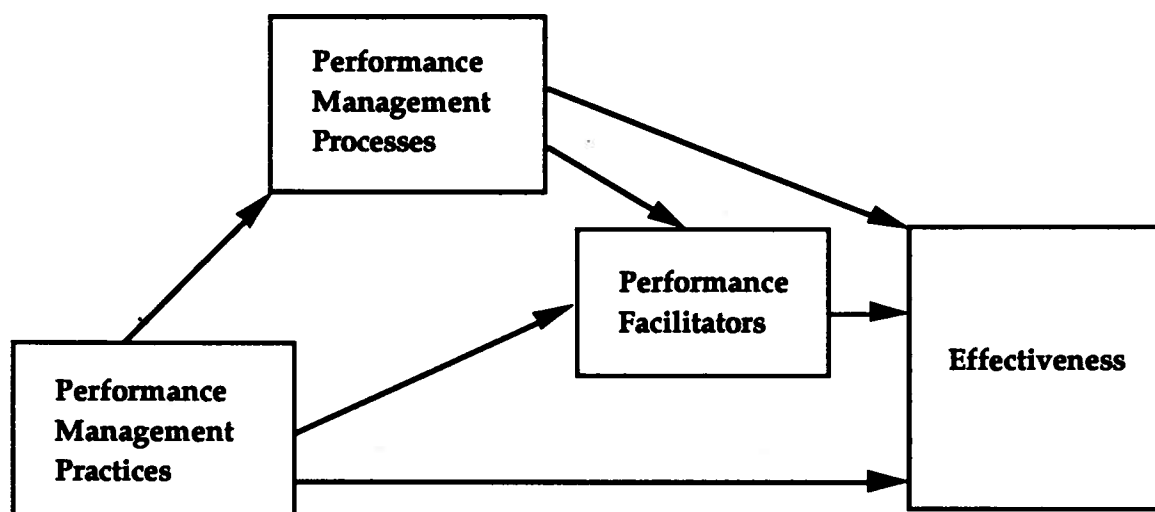 Performance
Management
Processes
Performance
Facilitators
Effectiveness
Performance
Management
Practices